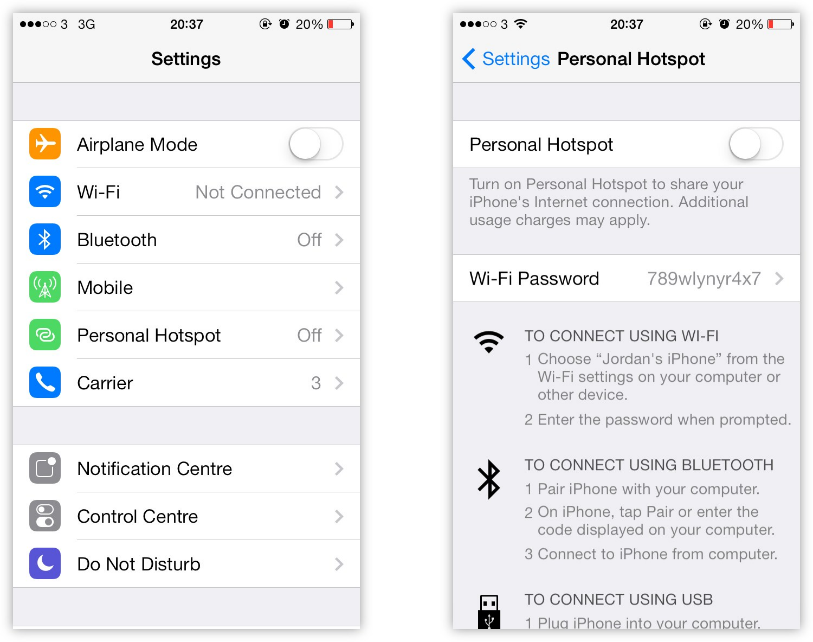 3 3G 20:37 20%
Settings
Airplane Mode
Wi-Fi Not Connected
Bluetooth Off
Mobile
Personal Hotspot Off
Carrier 3
Notification Centre
Control Centre
Do Not Disturb
3 20:37 20%
Settings Personal Hotspot
Personal Hotspot
Turn on Personal Hotspot to share your
iPhone's Internet connection. Additional
usage charges may apply.
Wi-Fi Password 789wlynyr4x7
TO CONNECT USING WI-FI
1 Choose “Jordan's iPhone” from the
Wi-Fi settings on your computer or
other device.
2 Enter the password when prompted.
TO CONNECT USING BLUETOOTH
1 Pair iPhone with your computer.
2 On iPhone, tap Pair or enter the
code displayed on your computer.
3 Connect to iPhone from computer.
TO CONNECT USING USB
1 Plug iPhone into your computer.